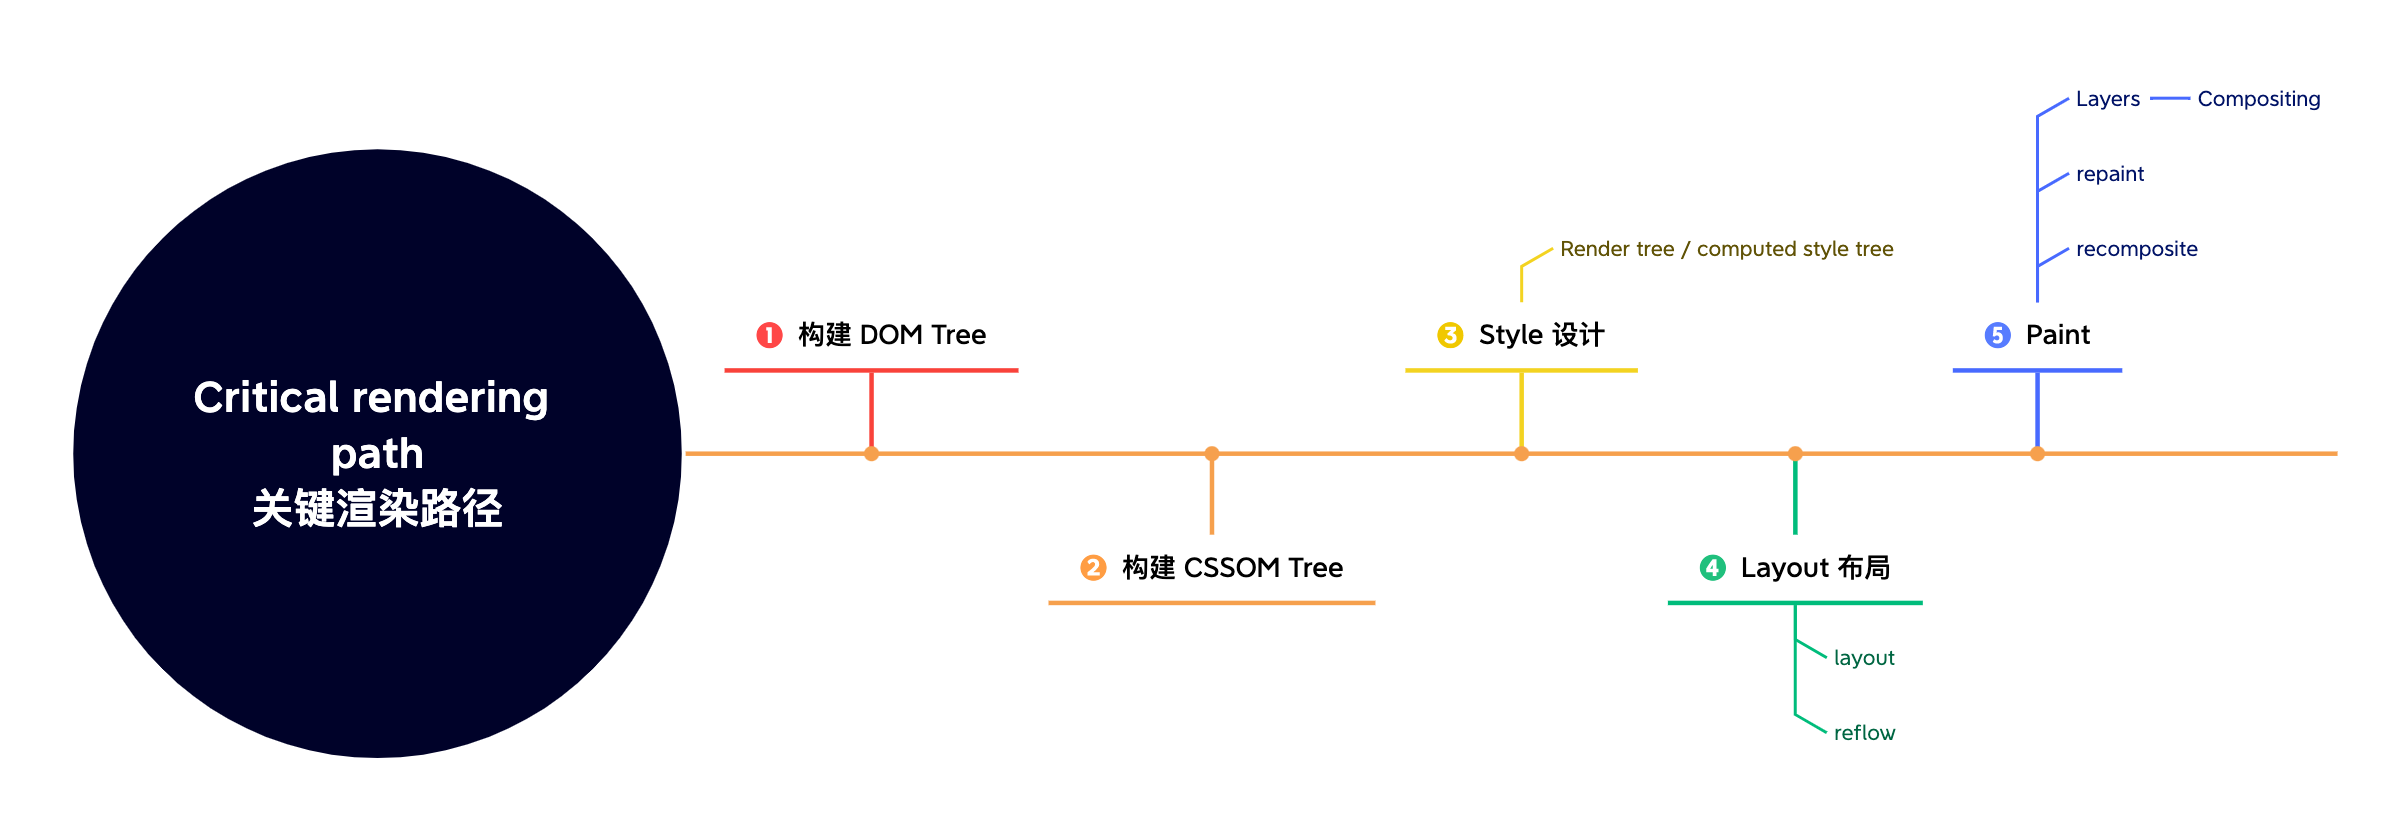 Critical rendering
path
关键渲染路径
1 构建 DOM Tree
2 构建 CSSOM Tree
3 Style 设计
Render tree / computed style tree
4 Layout 布局
layout
reflow
5 Paint
Layers
Compositing
repaint
recomposite